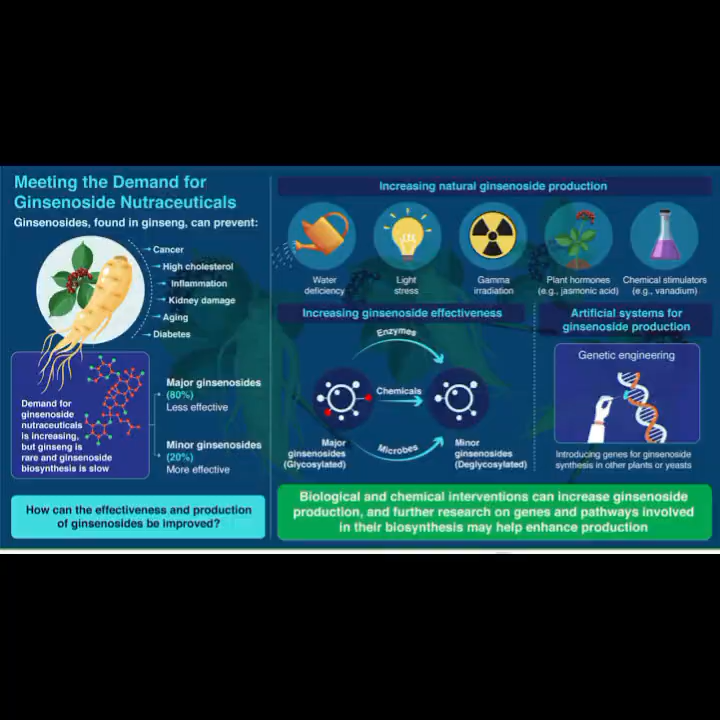 Meeting the Demand for
Ginsenoside Nutraceuticals
Ginsenosides, found in ginseng, can prevent:
Cancer
High cholesterol
Inflammation
Kidney damage
Aging
Diabetes
Demand for
ginsenoside
nutraceuticals
is increasing,
but ginseng is
rare and ginsenoside
biosynthesis is slow
Major ginsenosides
(80%)
Less effective
Minor ginsenosides
(20%)
More effective
How can the effectiveness and production
of ginsenosides be improved?
Increasing natural ginsenoside production
Water
deficiency
Light
stress
Gamma
irradiation
Plant hormones
(e.g., jasmonic acid)
Chemical stimulators
(e.g., vanadium)
Increasing ginsenoside effectiveness
Enzymes
Chemicals
Microbes
Major
ginsenosides
(Glycosylated)
Minor
ginsenosides
(Deglycosylated)
Artificial systems for
ginsenoside production
Genetic engineering
Introducing genes for ginsenoside
synthesis in other plants or yeasts
Biological and chemical interventions can increase ginsenoside
production, and further research on genes and pathways involved
in their biosynthesis may help enhance production